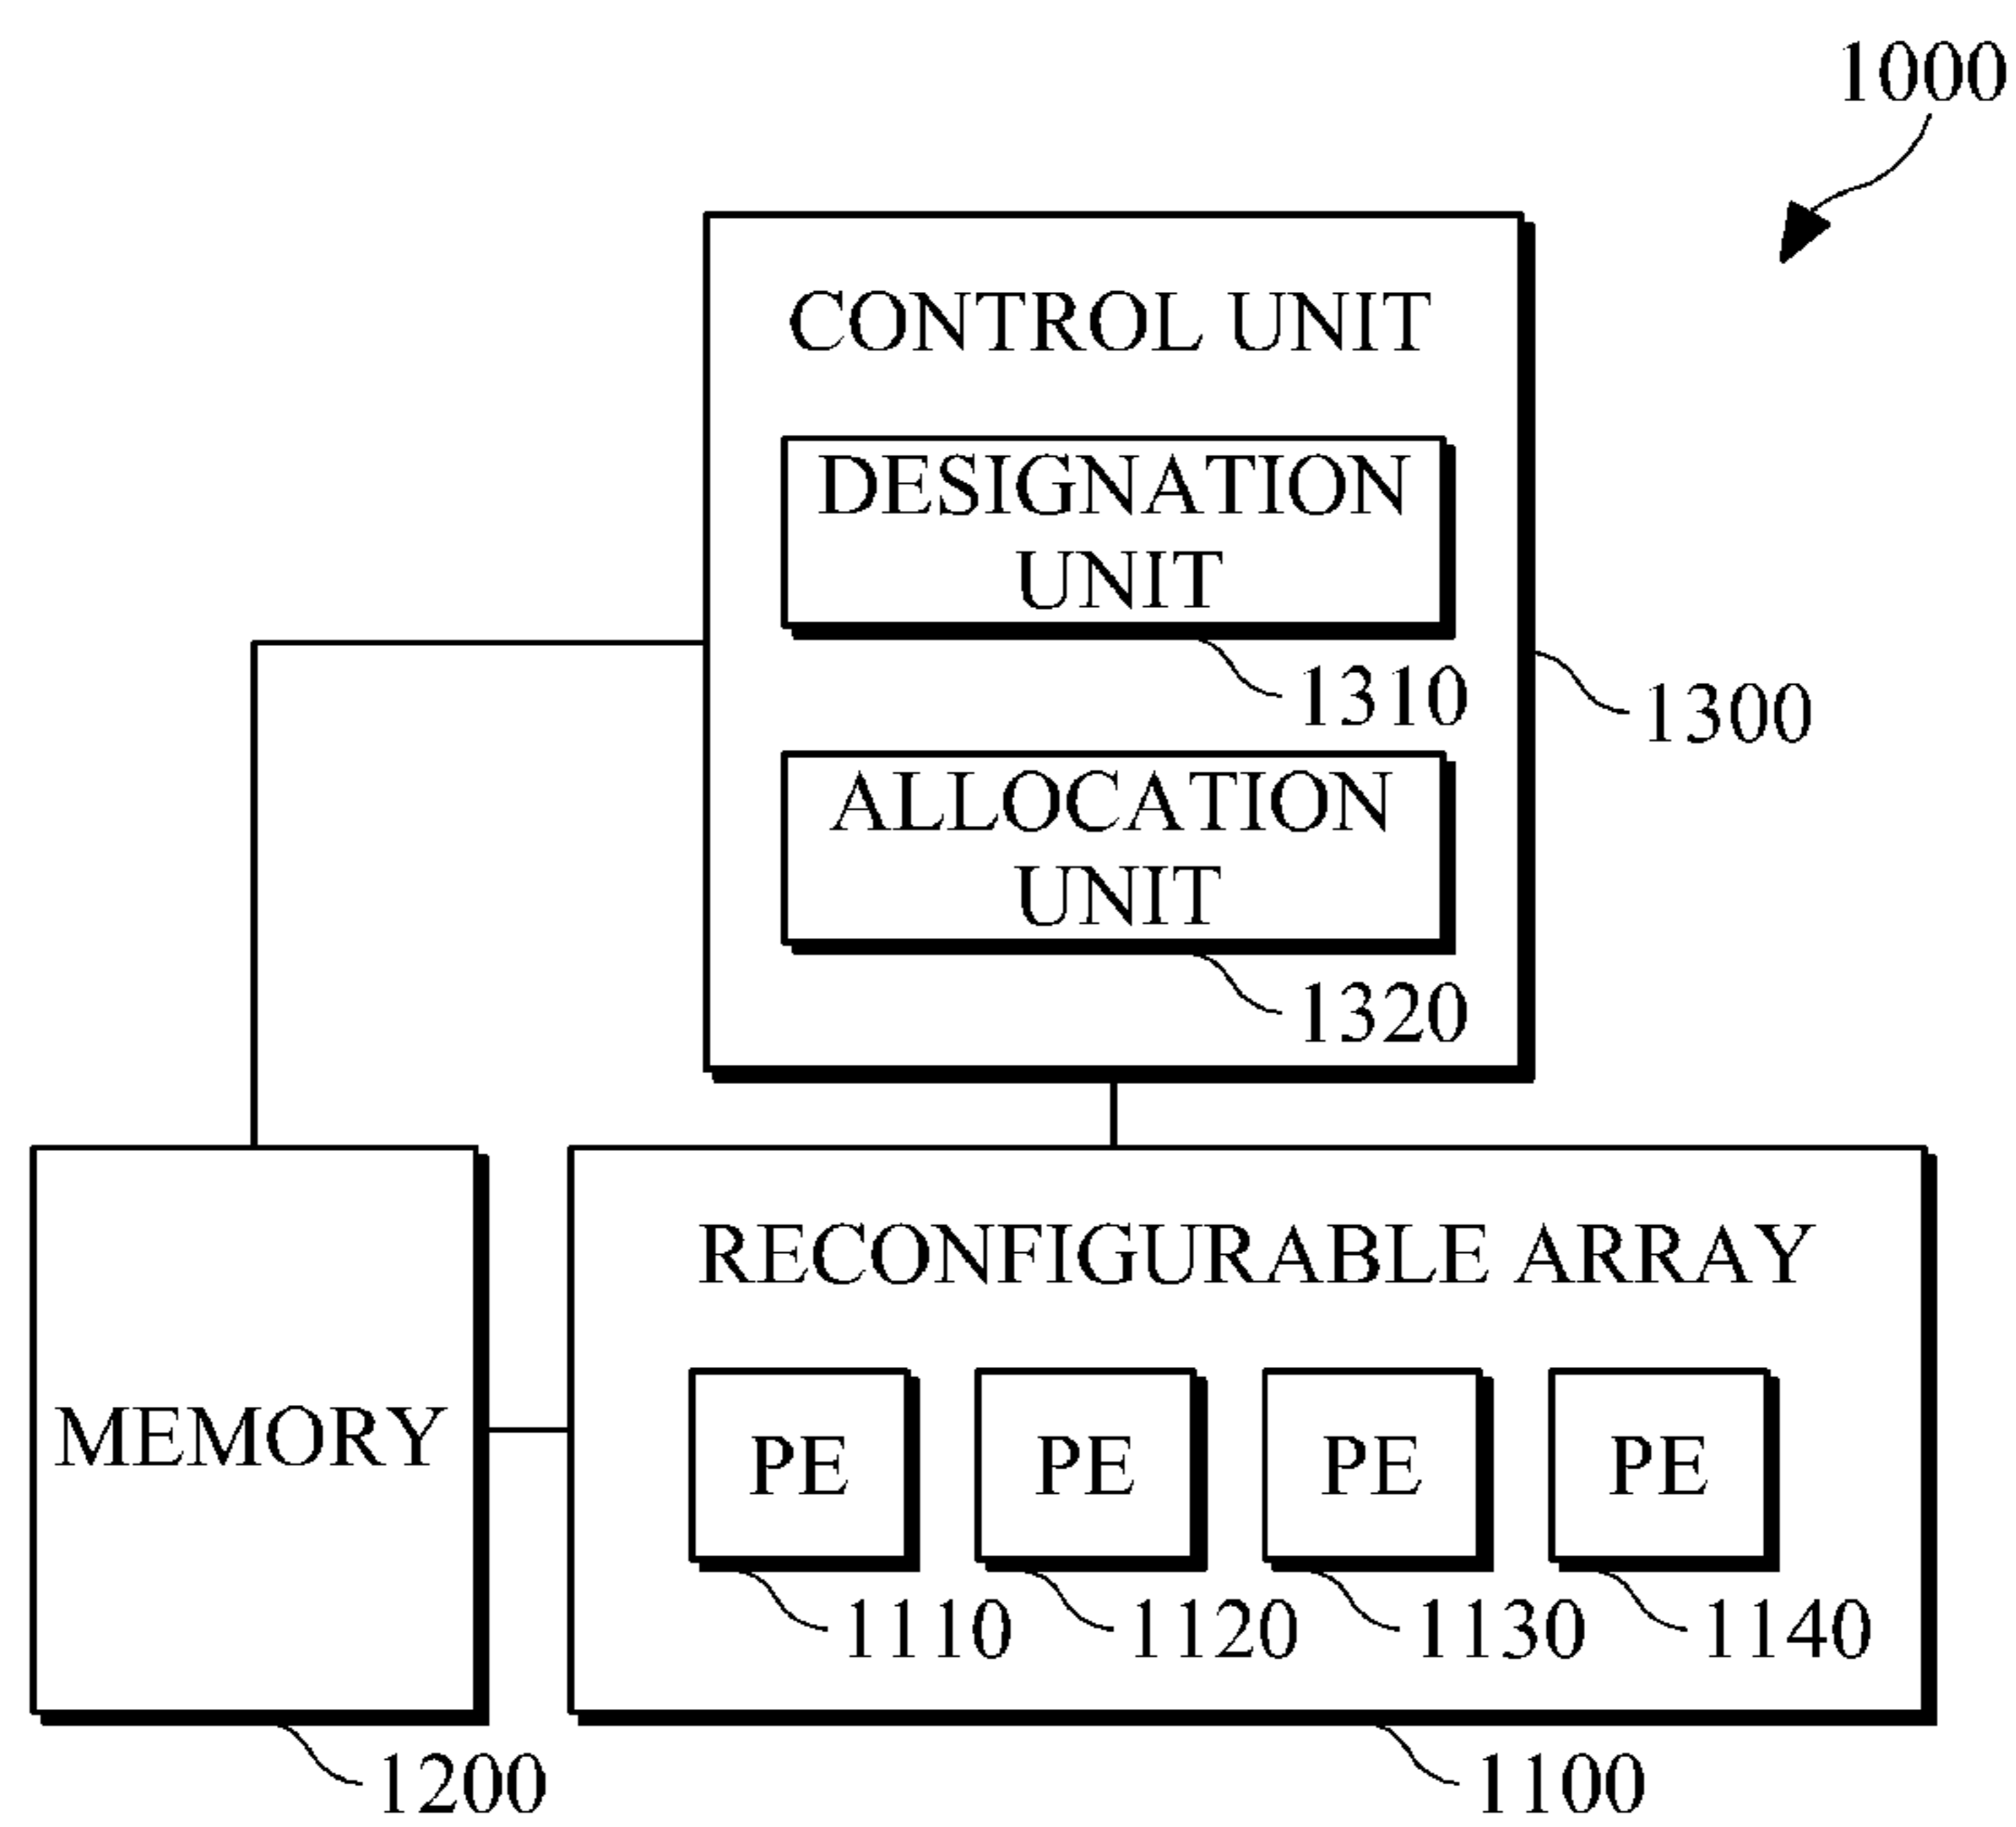 1000
CONTROL UNIT
DESIGNATION
UNIT
1310
1300
ALLOCATION
UNIT
1320
RECONFIGURABLE ARRAY
MEMORY
PE PE PE PE
1110 1120 1130 1140
1200 1100